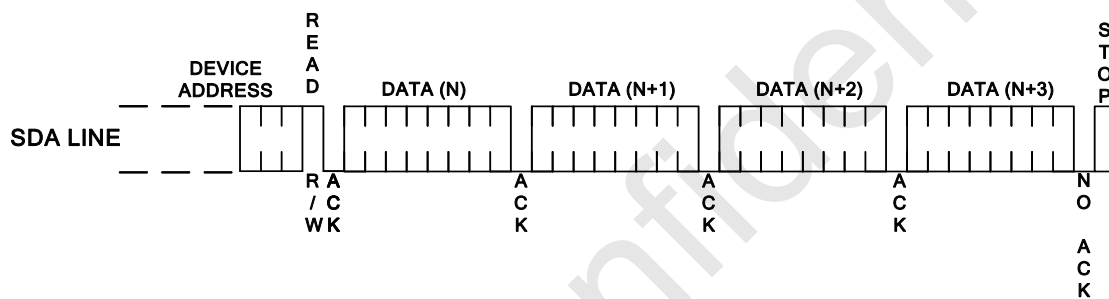 READ
STOP
DEVICE
ADDRESS
DATA (N)
DATA (N+1)
DATA (N+2)
DATA (N+3)
SDA LINE
R/W
ACK
ACK
ACK
ACK
NO ACK